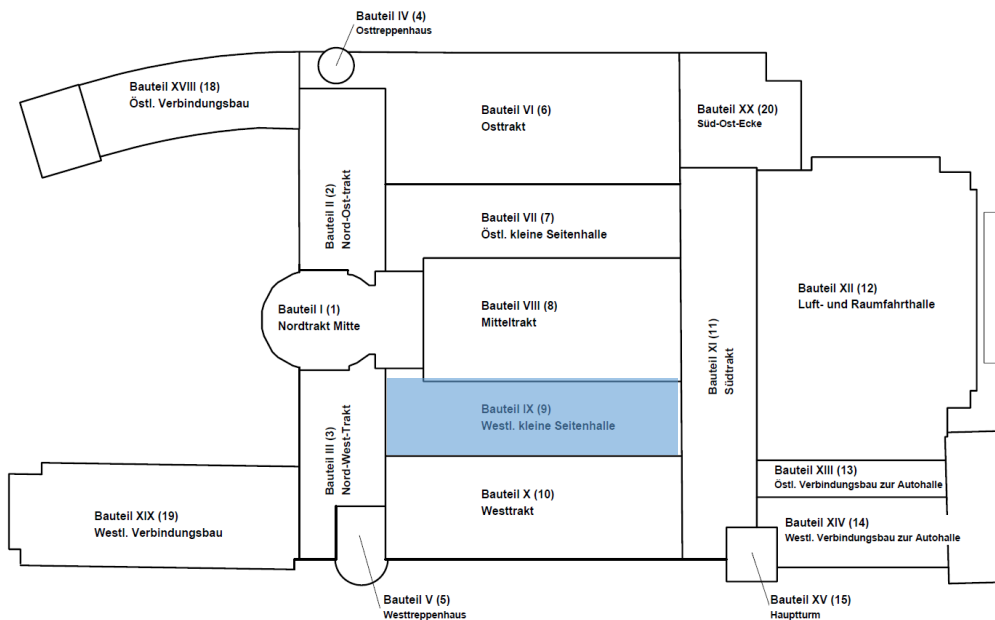 Bauteil IV (4)
Osttreppenhaus
Bauteil XVIII (18)
Östl. Verbindungsbau
Bauteil VI (6)
Osttrakt
Bauteil XX (20)
Süd-Ost-Ecke
Bauteil II (2)
Nord-Ost-trakt
Bauteil VII (7)
Östl. kleine Seitenhalle
Bauteil I (1)
Nordtrakt Mitte
Bauteil VIII (8)
Mitteltrakt
Bauteil XI (11)
Südtrakt
Bauteil XII (12)
Luft- und Raumfahrthalle
Bauteil III (3)
Nord-West-Trakt
Bauteil IX (9)
Westl. kleine Seitenhalle
Bauteil XIII (13)
Östl. Verbindungsbau zur Autohalle
Bauteil X (10)
Westtrakt
Bauteil XIX (19)
Westl. Verbindungsbau
Bauteil XIV (14)
Westl. Verbindungsbau zur Autohalle
Bauteil V (5)
Westtreppenhaus
Bauteil XV (15)
Hauptturm